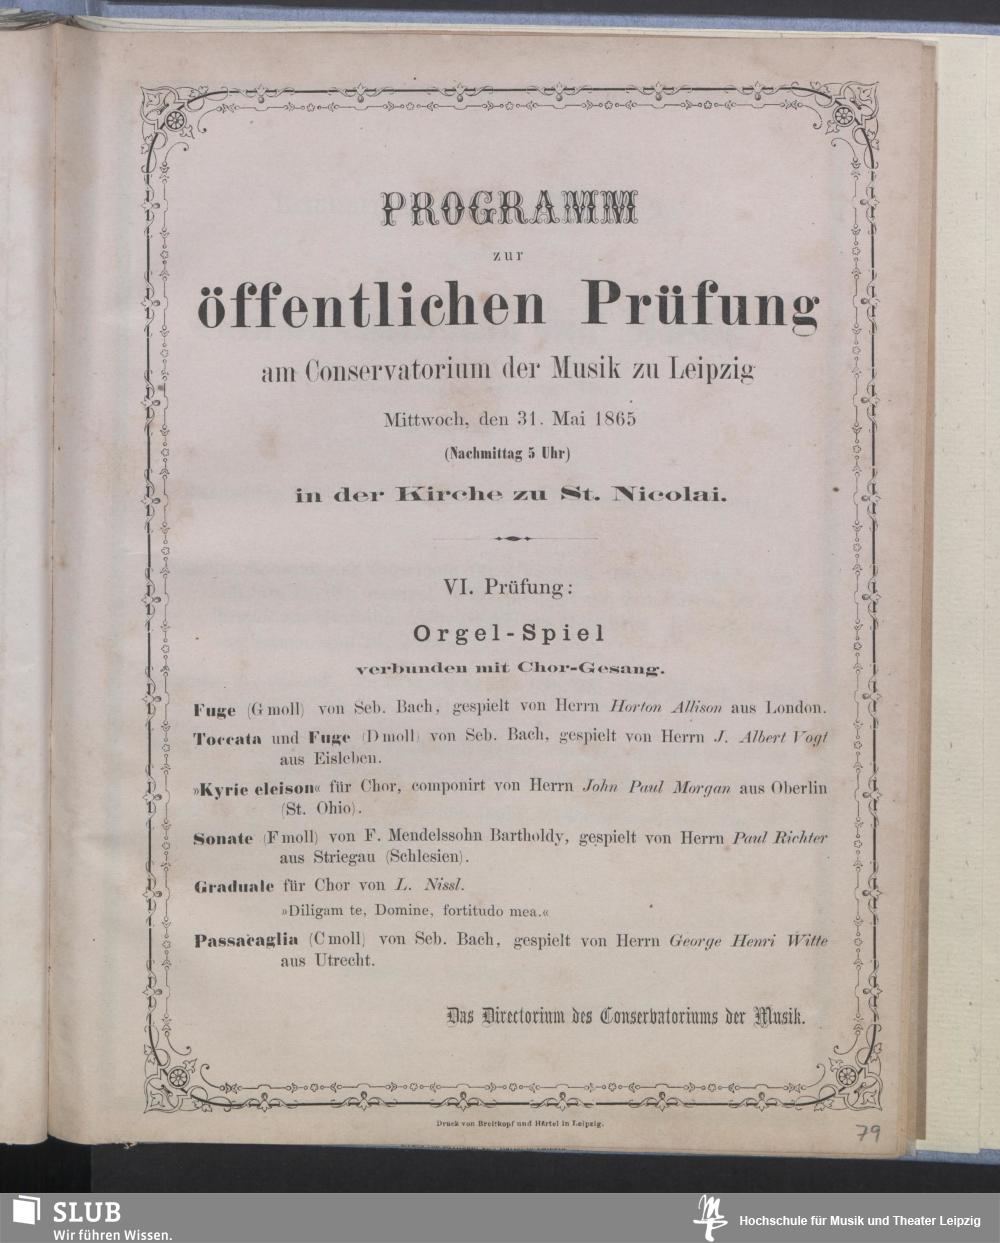 PROGRAMM
zur
öffentlichen Prüfung
am Conservatorium der Musik zu Leipzig
Mittwoch, den 31. Mai 1865
(Nachmittag 5 Uhr)
in der Kirche zu St. Nicolai.
VI. Prüfung:
Orgel-Spiel
verbunden mit Chor-Gesang.
Fuge (G moll) von Seb. Bach, gespielt von Herrn Horton Allison aus London.
Toccata und Fuge (D moll) von Seb. Bach, gespielt von Herrn J. Albert Vogt
aus Eisleben.
»Kyrie eleison« für Chor, componirt von Herrn John Paul Morgan aus Oberlin
(St. Ohio).
Sonate (F moll) von F. Mendelssohn Bartholdy, gespielt von Herrn Paul Richter
aus Striegau (Schlesien).
Graduale für Chor von L. Nissl.
»Diligam te, Domine, fortitudo mea.«
Passacaglia (C moll) von Seb. Bach, gespielt von Herrn George Henri Witte
aus Utrecht.
Das Directorium des Conservatoriums der Musik.
Druck von Breitkopf und Härtel in Leipzig.
79
SLUB
Wir führen Wissen.
Hochschule für Musik und Theater Leipzig